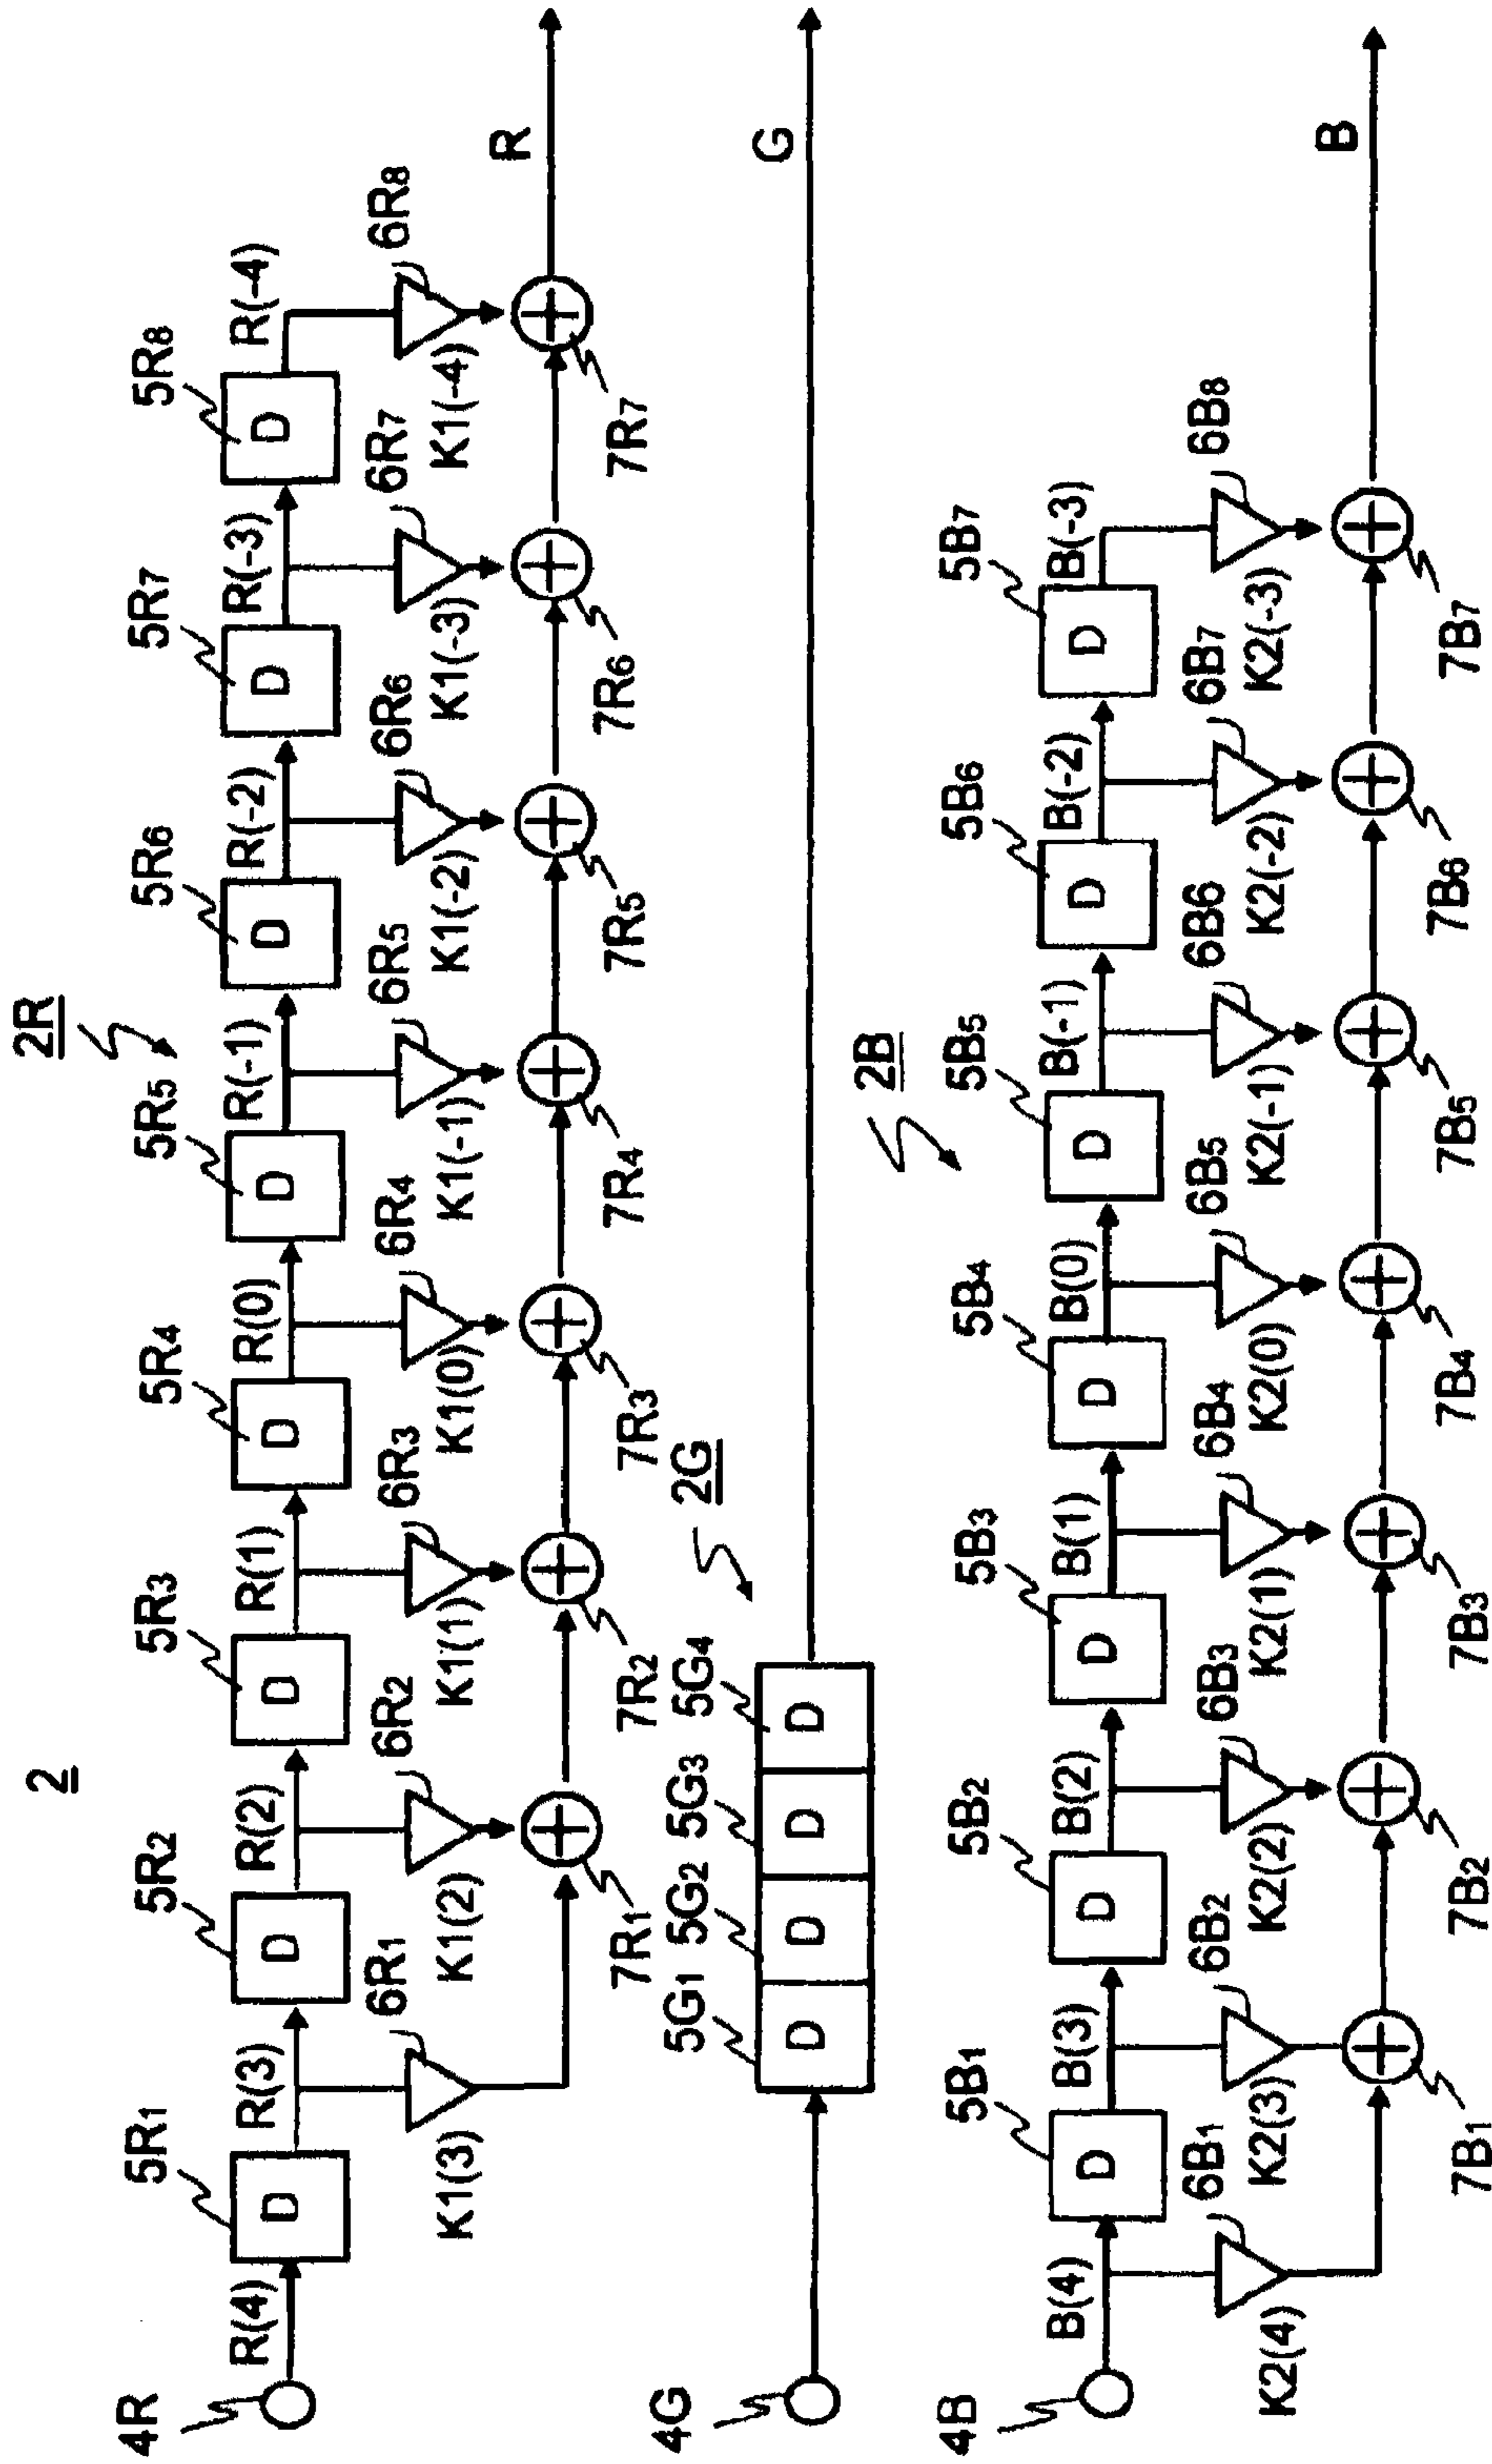 2
2R
5R1 5R2 5R3 5R4 5R5 5R6 5R7 5R8
4R R(4) R(3) R(2) R(1) R(0) R(-1) R(-2) R(-3) R(-4)
D D D D D D D D
6R1 6R2 6R3 6R4 6R5 6R6 6R7 6R8
K1(3) K1(2) K1(1) K1(0) K1(-1) K1(-2) K1(-3) K1(-4)
R
7R1 7R2 7R3 7R4 7R5 7R6 7R7
2G
5G1 5G2 5G3 5G4
4G D D D D G
2B
5B1 5B2 5B3 5B4 5B5 5B6 5B7
4B B(4) B(3) B(2) B(1) B(0) B(-1) B(-2) B(-3)
D D D D D D D
6B1 6B2 6B3 6B4 6B5 6B6 6B7 6B8
K2(4) K2(3) K2(2) K2(1) K2(0) K2(-1) K2(-2) K2(-3)
B
7B1 7B2 7B3 7B4 7B5 7B6 7B7